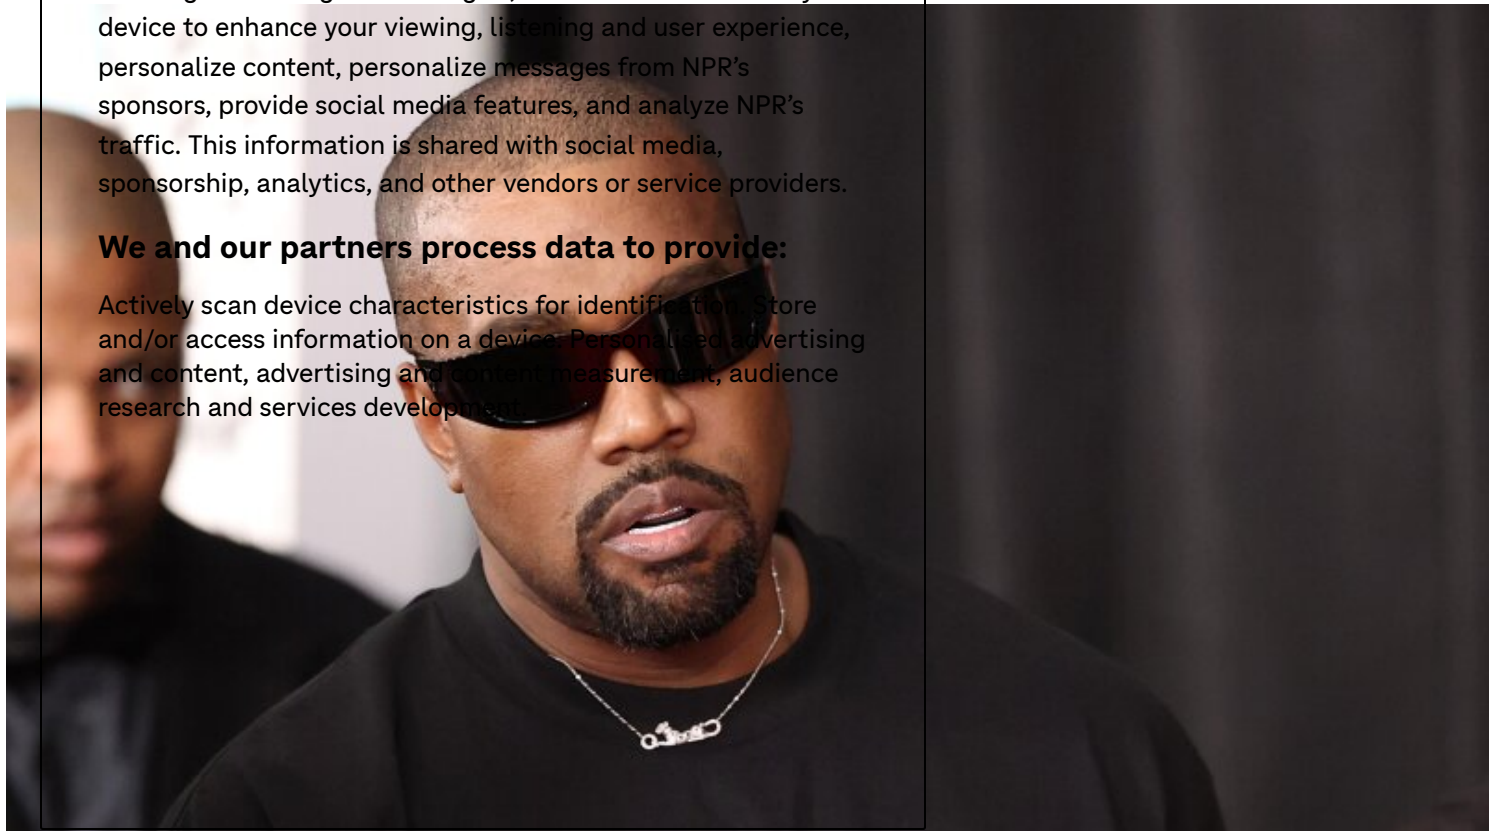 device to enhance your viewing, listening and user experience,
personalize content, personalize messages from NPR’s
sponsors, provide social media features, and analyze NPR’s
traffic. This information is shared with social media,
sponsorship, analytics, and other vendors or service providers.
We and our partners process data to provide:
Actively scan device characteristics for identification. Store
and/or access information on a device. Personalised advertising
and content, advertising and content measurement, audience
research and services development.